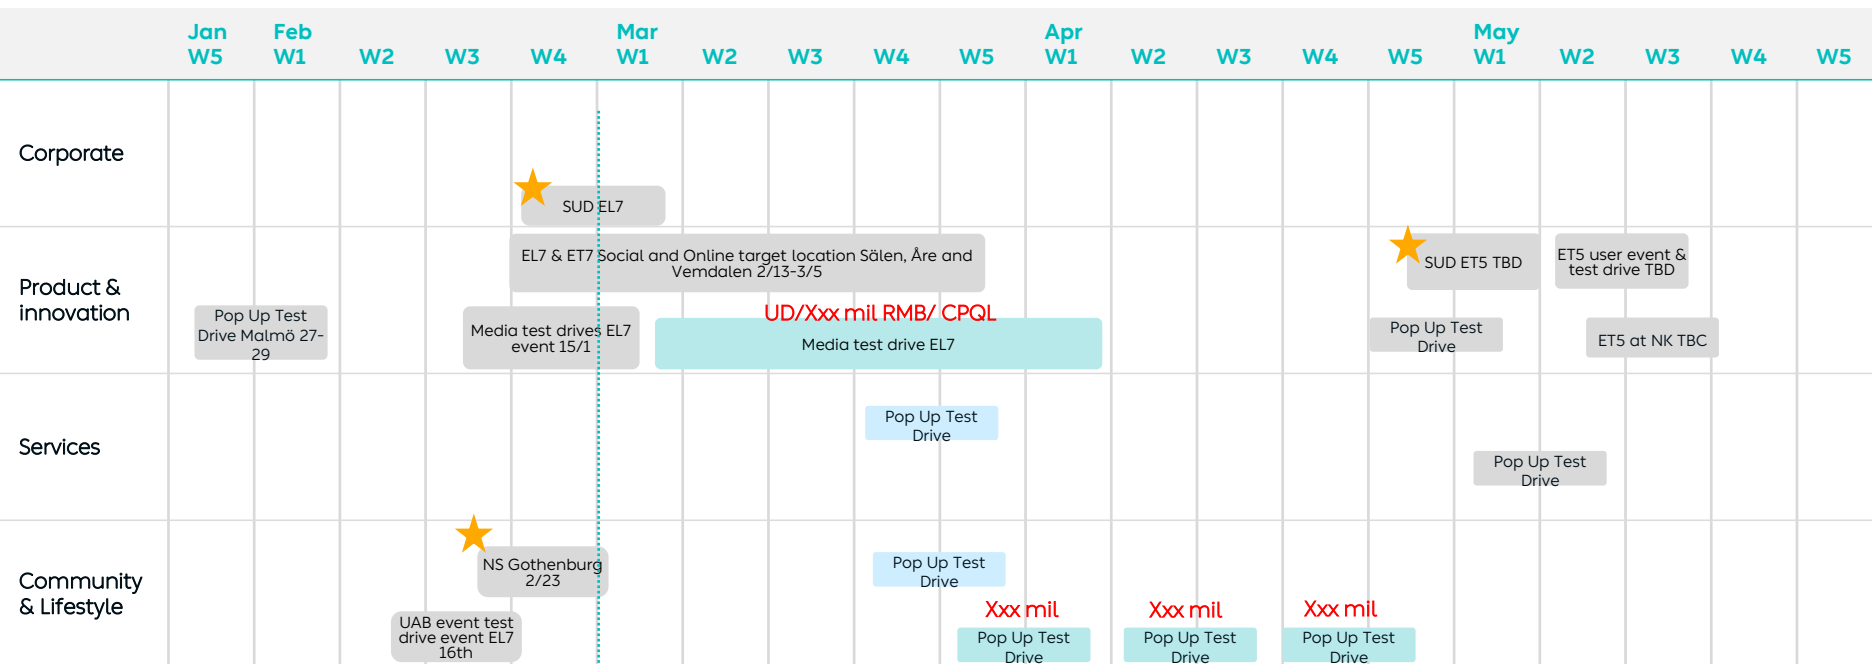 Jan Feb Mar Apr May
W5 W1 W2 W3 W4 W1 W2 W3 W4 W5 W1 W2 W3 W4 W5 W1 W2 W3 W4 W5
Corporate
SUD EL7
Product &
innovation
EL7 & ET7 Social and Online target location Sälen, Åre and
Vemdalen 2/13-3/5
SUD ET5 TBD
ET5 user event &
test drive TBD
Pop Up Test
Drive Malmö 27-
29
Media test drives EL7
event 15/1
UD/Xxx mil RMB/ CPQL
Media test drive EL7
Pop Up Test
Drive
ET5 at NK TBC
Services
Pop Up Test
Drive
Pop Up Test
Drive
Community
& Lifestyle
NS Gothenburg
2/23
Pop Up Test
Drive
UAB event test
drive event EL7
16th
Xxx mil
Pop Up Test
Drive
Xxx mil
Pop Up Test
Drive
Xxx mil
Pop Up Test
Drive